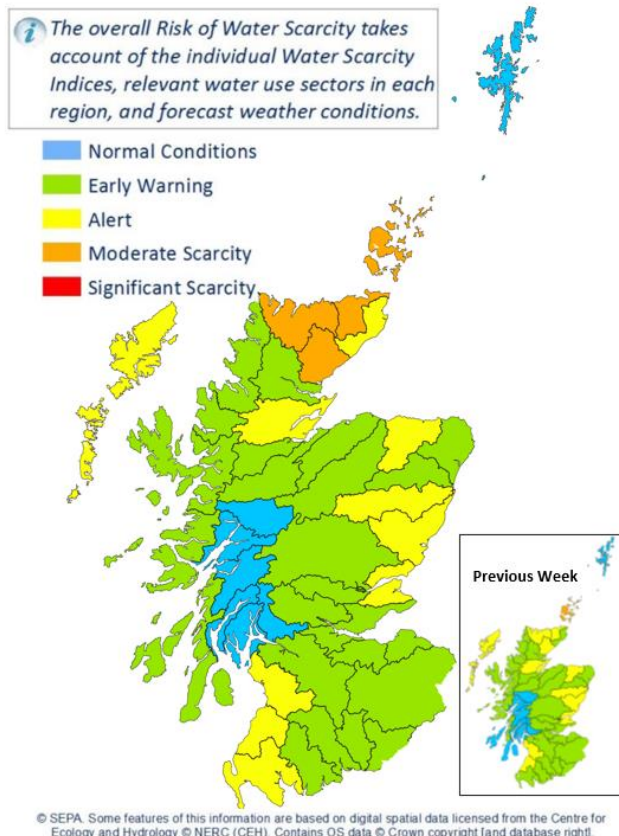 The overall Risk of Water Scarcity takes
account of the individual Water Scarcity
Indices, relevant water use sectors in each
region, and forecast weather conditions.
Normal Conditions
Early Warning
Alert
Moderate Scarcity
Significant Scarcity
Previous Week
© SEPA. Some features of this information are based on digital spatial data licensed from the Centre for
Ecology and Hydrology © NERC (CEH). Contains OS data © Crown copyright [and database right].